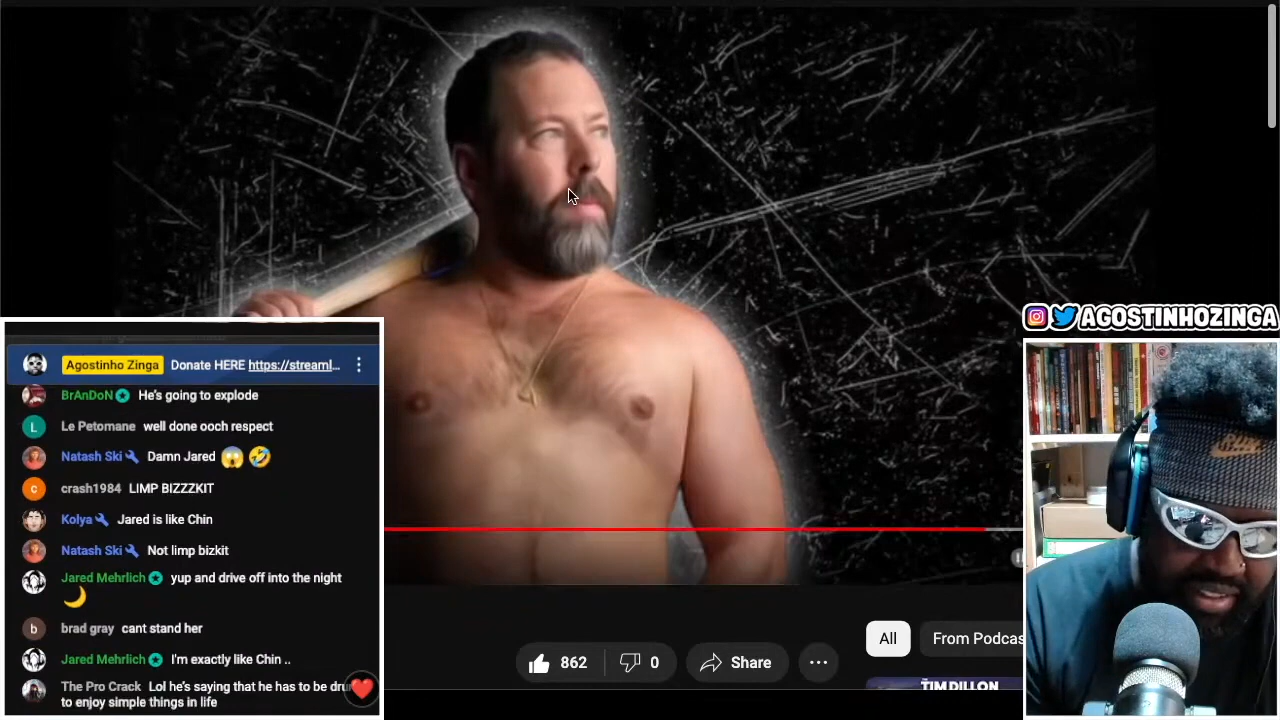 AGOSTINHOZINGA
Agostinho Zinga Donate HERE https://streaml...
BrAnDoN He's going to explode
L Le Petomane well done ooch respect
Natash Ski Damn Jared 😱 🤣
c crash1984 LIMP BIZZZKIT
Kolya Jared is like Chin
Natash Ski Not limp bizkit
Jared Mehrlich yup and drive off into the night
🌙
b brad gray cant stand her
Jared Mehrlich I'm exactly like Chin ..
The Pro Crack Lol he's saying that he has to be dru
to enjoy simple things in life
All From Podcas
862 0 Share
TIM DILLON